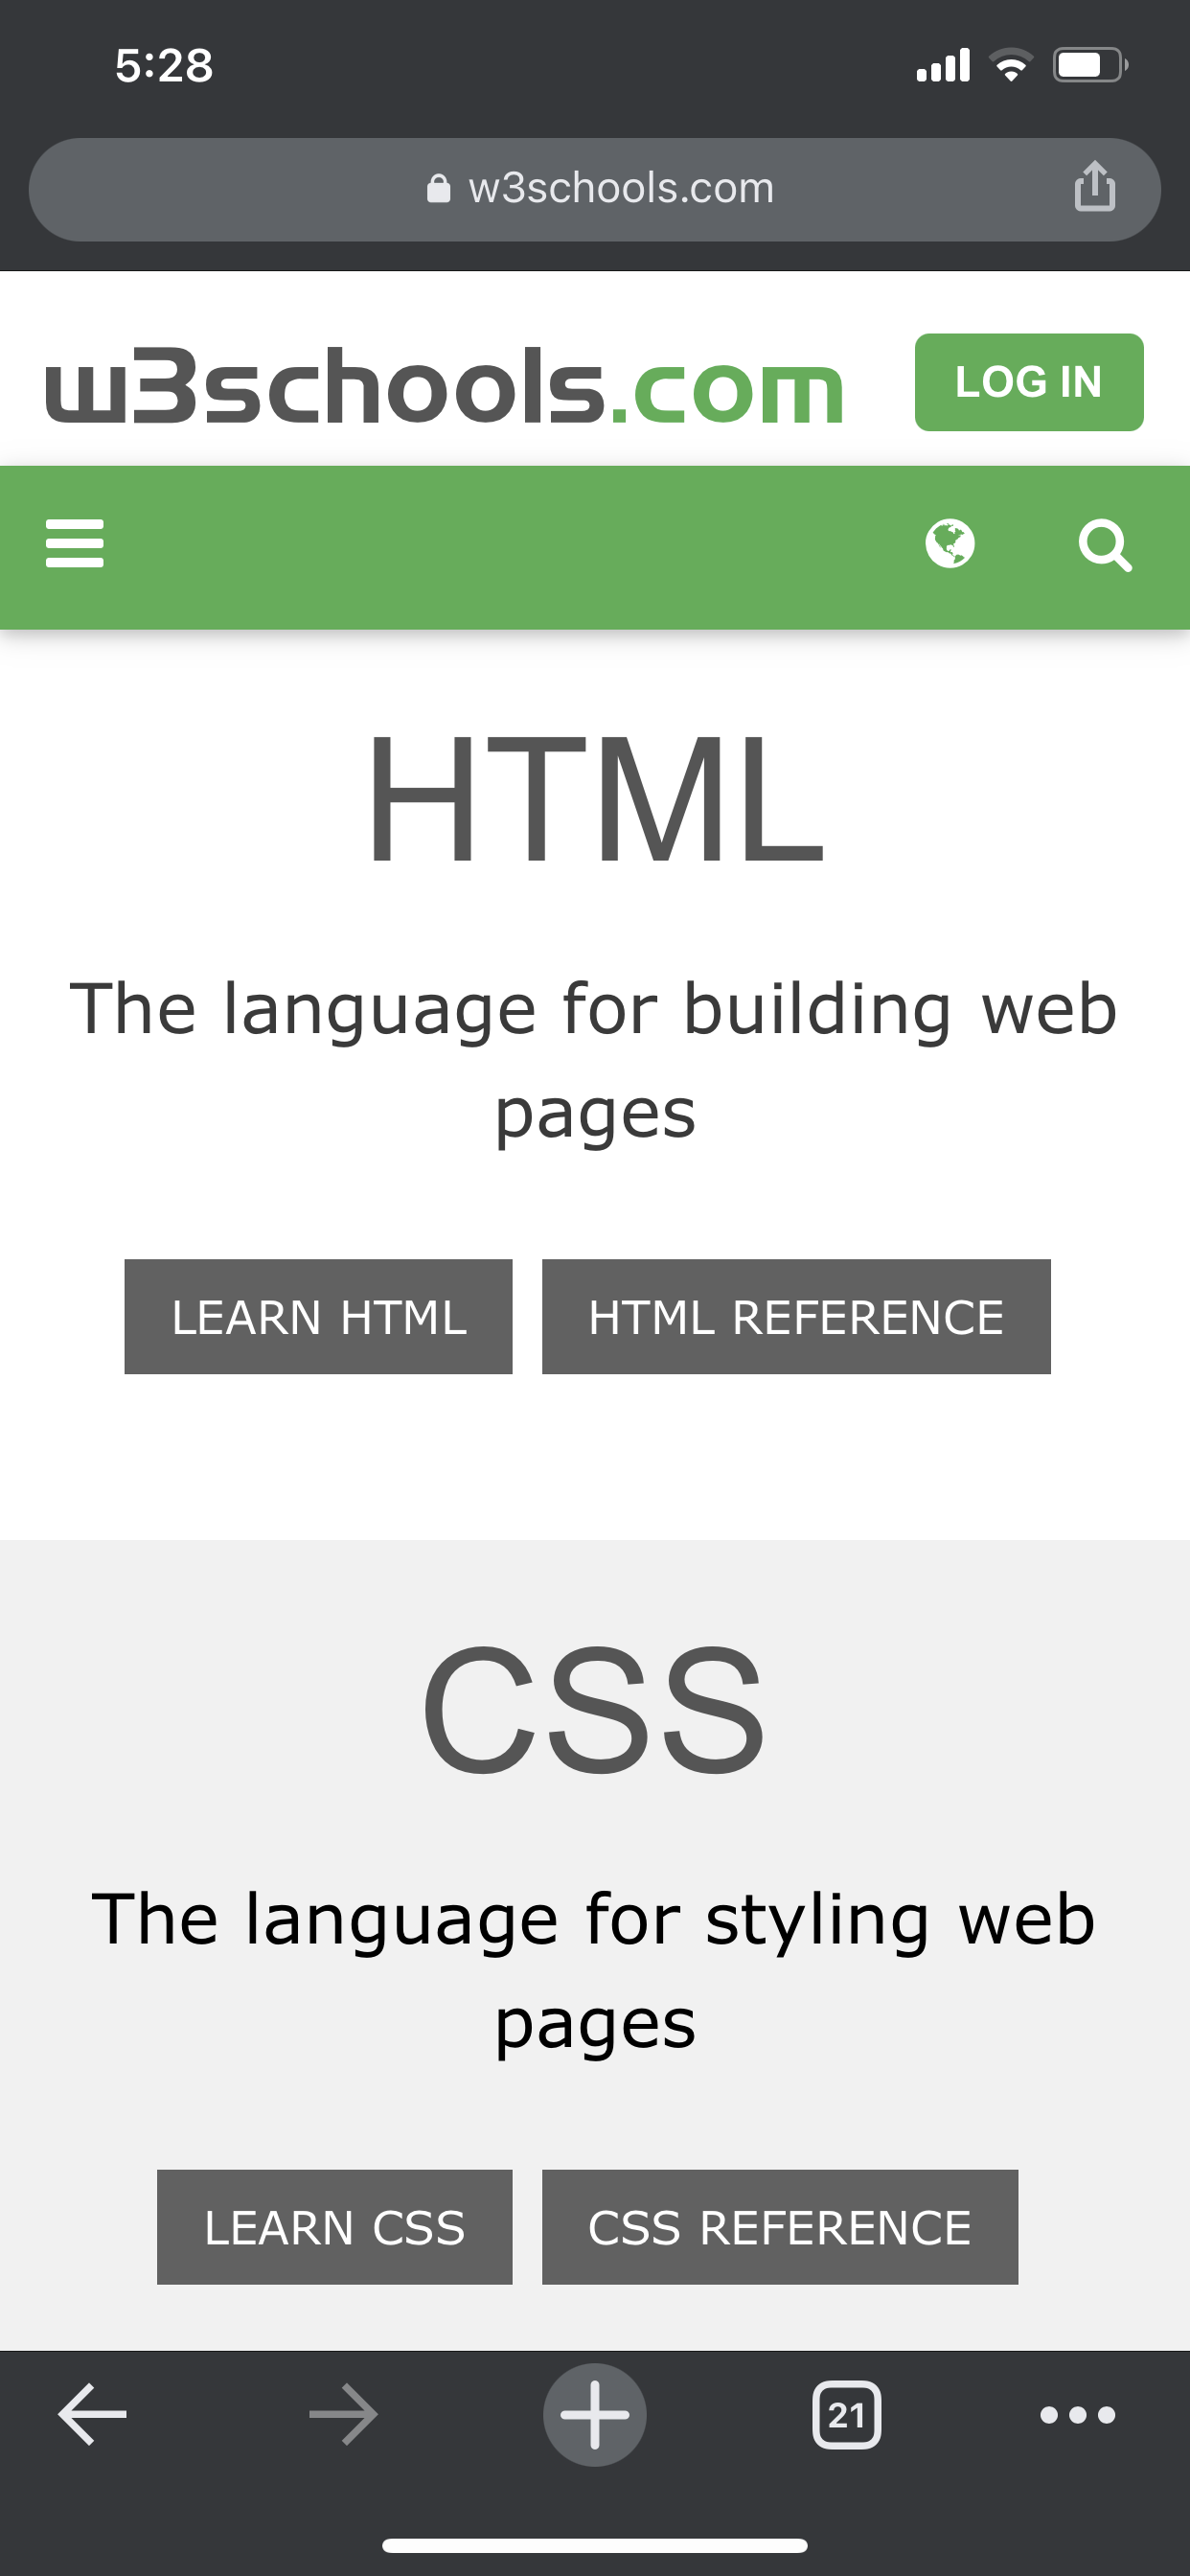 5:28
w3schools.com
w3schools.com
LOG IN
HTML
The language for building web
pages
LEARN HTML
HTML REFERENCE
CSS
The language for styling web
pages
LEARN CSS
CSS REFERENCE
21